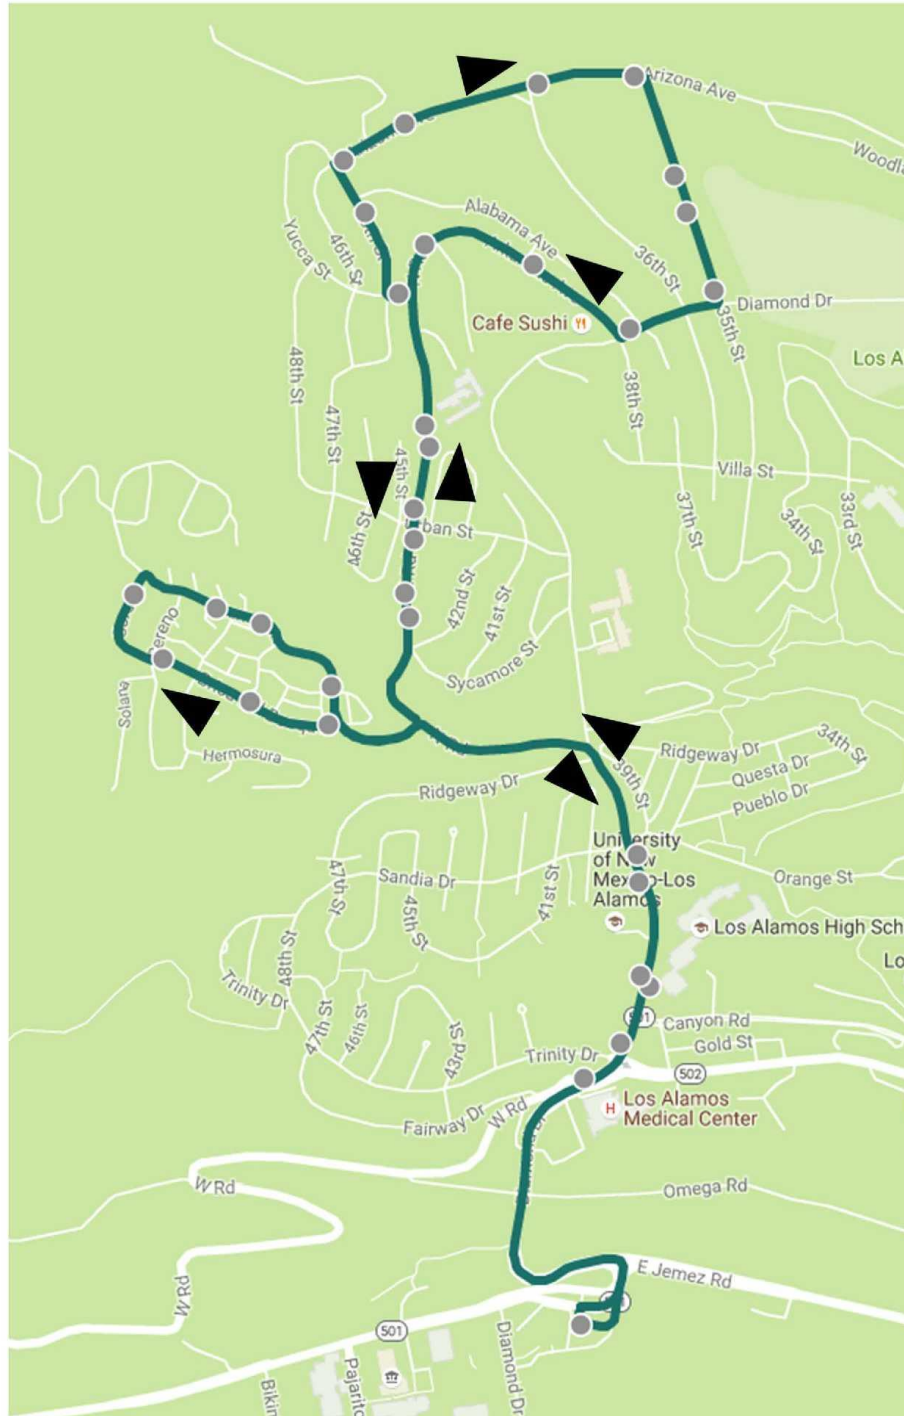 Arizona Ave
Woodla
Alabama Ave
46th St
Yucca St
36th St
Diamond Dr
Cafe Sushi
35th St
Los A
48th St
38th St
47th St
45th St
Villa St
33rd St
37th St
34th St
46th St
42nd St
41st St
Sycamore St
Solana
Hermosura
Ridgeway Dr
34th St
39th St
Questa Dr
Ridgeway Dr
Pueblo Dr
University
of New
Mexico-Los
Alamos
47th St
Sandia Dr
41st St
Orange St
45th St
Los Alamos High Sch
48th St
Lo
Trinity Dr
47th St
46th St
43rd St
Canyon Rd
Gold St
Trinity Dr
502
H
Los Alamos
Medical Center
Fairway Dr
W Rd
W Rd
Omega Rd
E Jemez Rd
W Rd
501
Diamond Dr
Pajarito
Bikin